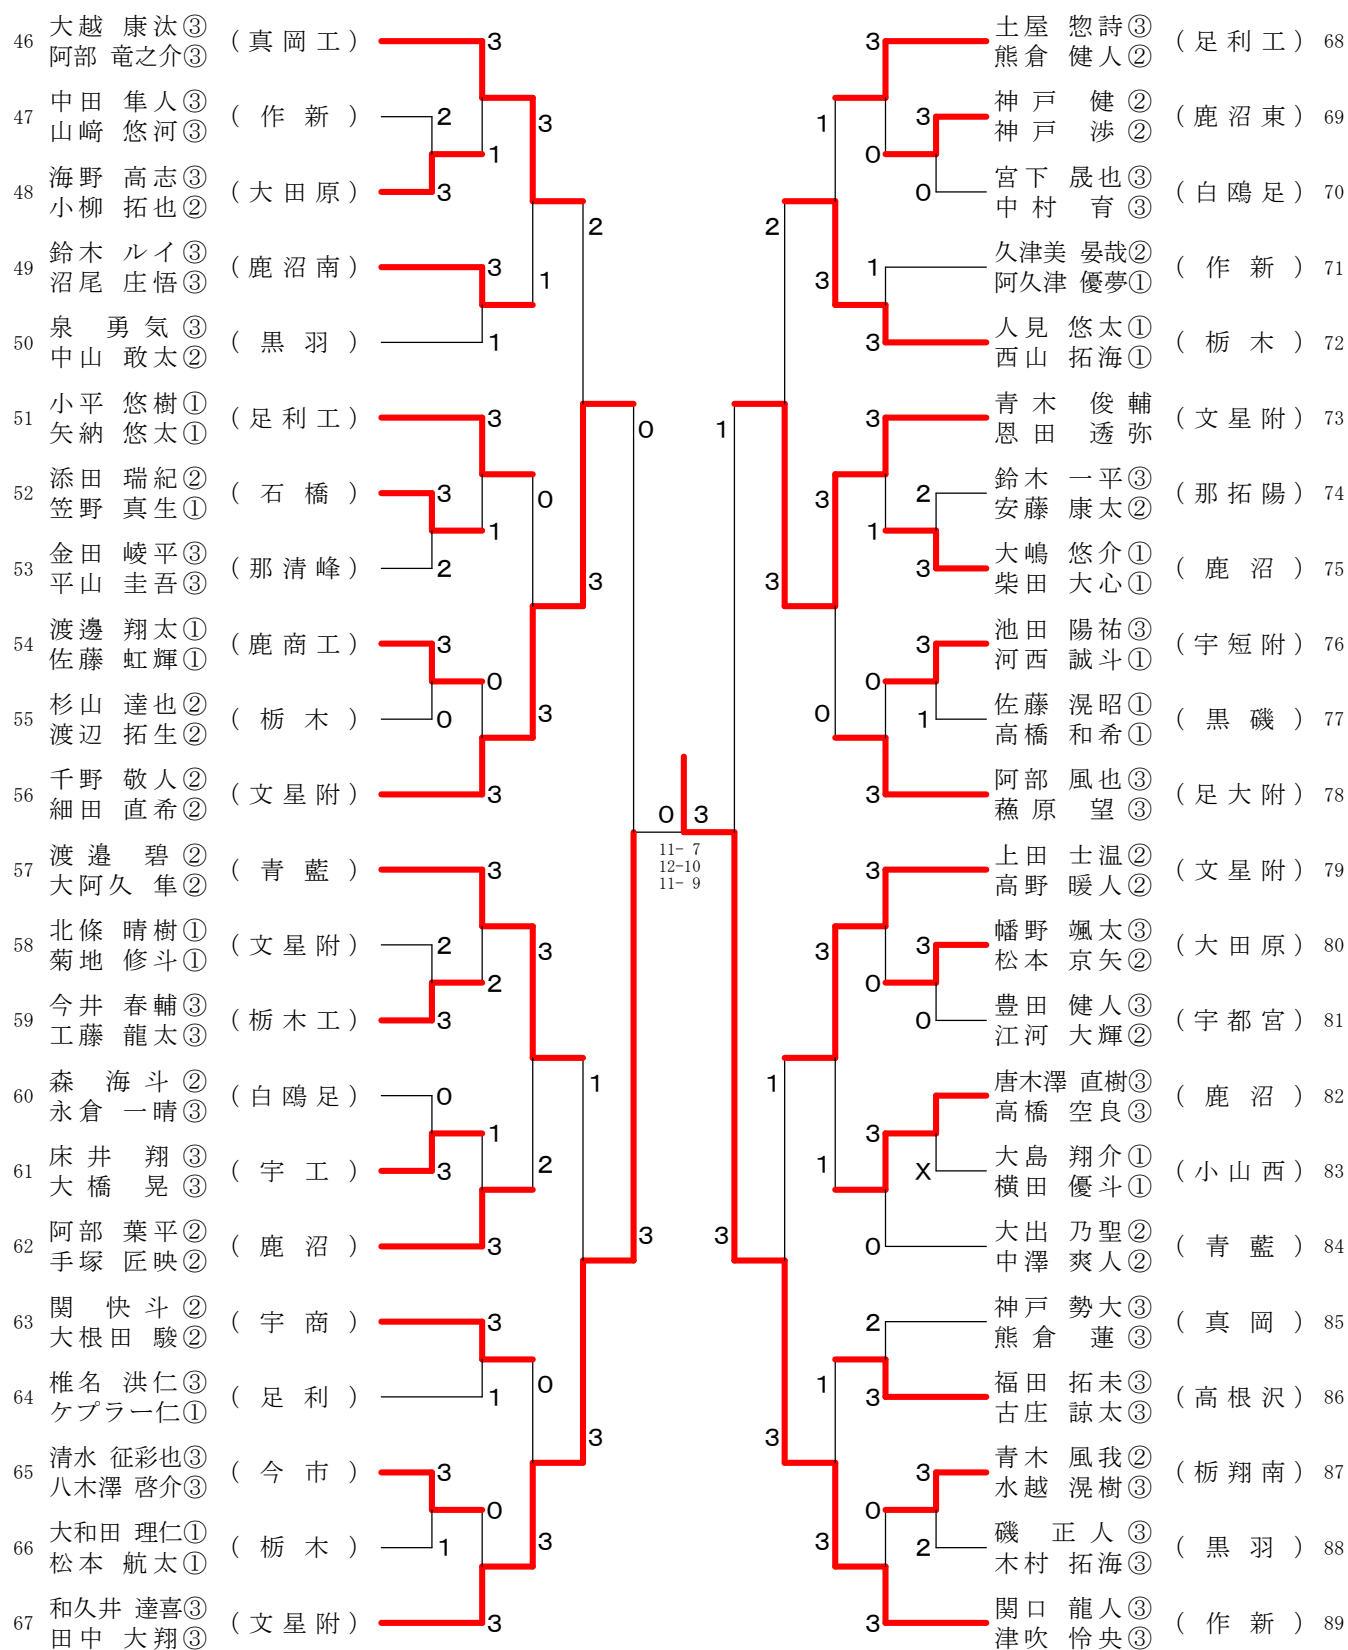 46 大越 康汰③ 阿部 竜之介③ (真岡工) 3
47 中田 隼人③ 山﨑 悠河③ (作新) 2
48 海野 高志③ 小柳 拓也② (大田原) 3
1
3
49 鈴木 ルイ③ 沼尾 庄悟③ (鹿沼南) 3
50 泉 勇気③ 中山 敢太② (黒羽) 1
1
2
51 小平 悠樹① 矢納 悠太① (足利工) 3
52 添田 瑞紀② 笠野 真生① (石橋) 3
53 金田 崚平③ 平山 圭吾③ (那清峰) 2
1
0
54 渡邊 翔太① 佐藤 虹輝① (鹿商工) 3
55 杉山 達也② 渡辺 拓生② (栃木) 0
0
56 千野 敬人② 細田 直希② (文星附) 3
3
3
0
57 渡邉 碧② 大阿久 隼② (青藍) 3
58 北條 晴樹① 菊地 修斗① (文星附) 2
59 今井 春輔③ 工藤 龍太③ (栃木工) 3
2
3
60 森 海斗② 永倉 一晴③ (白鴎足) 0
61 床井 翔③ 大橋 晃③ (宇工) 3
1
62 阿部 葉平② 手塚 匠映② (鹿沼) 3
2
1
63 関 快斗② 大根田 駿② (宇商) 3
64 椎名 洪仁③ ケプラー仁① (足利) 1
0
65 清水 征彩也③ 八木澤 啓介③ (今市) 3
66 大和田 理仁① 松本 航太① (栃木) 1
0
67 和久井 達喜③ 田中 大翔③ (文星附) 3
3
3
3
0 3
11- 7
12-10
11- 9
3 土屋 惣詩③ 熊倉 健人② (足利工) 68
3 神戸 健② 神戸 渉② (鹿沼東) 69
0 宮下 晟也③ 中村 育③ (白鴎足) 70
0
1
1 久津美 晏哉② 阿久津 優夢① (作新) 71
3 人見 悠太① 西山 拓海① (栃木) 72
3
2
3 青木 俊輔 恩田 透弥 (文星附) 73
2 鈴木 一平③ 安藤 康太② (那拓陽) 74
3 大嶋 悠介① 柴田 大心① (鹿沼) 75
1
3
3 池田 陽祐③ 河西 誠斗① (宇短附) 76
1 佐藤 滉昭① 高橋 和希① (黒磯) 77
0
3 阿部 風也③ 蘓原 望③ (足大附) 78
0
3
1
3 上田 士温② 高野 暖人② (文星附) 79
3 幡野 颯太③ 松本 京矢② (大田原) 80
0 豊田 健人③ 江河 大輝② (宇都宮) 81
0
3
唐木澤 直樹③ 高橋 空良③ (鹿沼) 82
X 大島 翔介① 横田 優斗① (小山西) 83
3
0 大出 乃聖② 中澤 爽人② (青藍) 84
1
1
2 神戸 勢大③ 熊倉 蓮③ (真岡) 85
3 福田 拓未③ 古庄 諒太③ (高根沢) 86
1
3 青木 風我② 水越 滉樹③ (栃翔南) 87
2 磯 正人③ 木村 拓海③ (黒羽) 88
0
3 関口 龍人③ 津吹 怜央③ (作新) 89
3
3
3